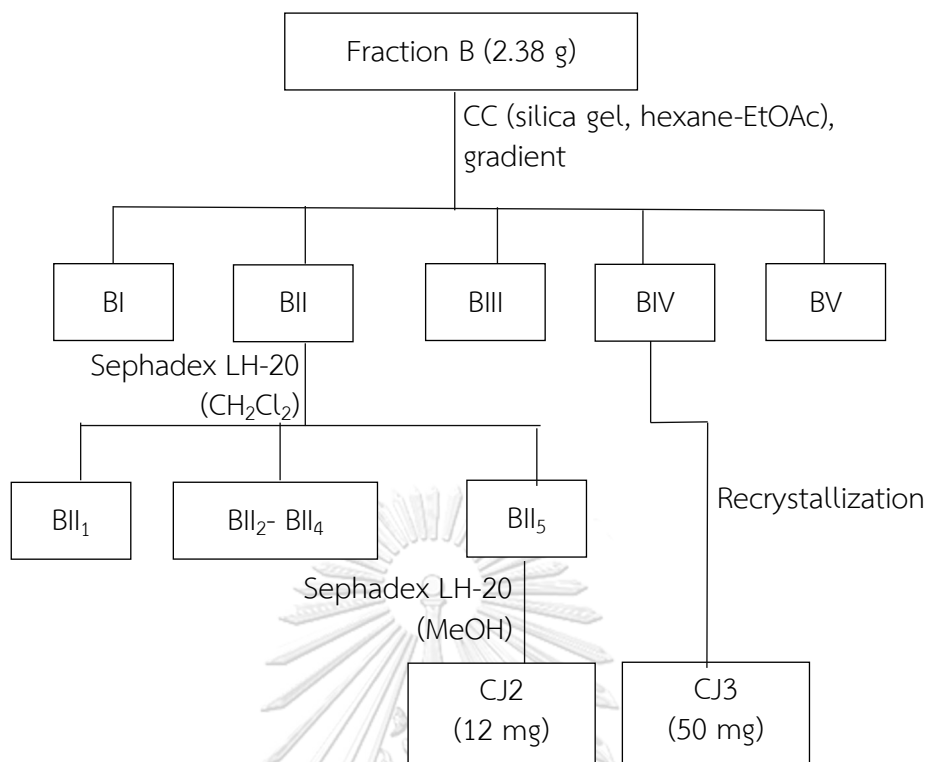 Fraction B (2.38 g)
CC (silica gel, hexane-EtOAc),
gradient
BI
BII
BIII
BIV
BV
Sephadex LH-20
(CH₂Cl₂)
BII₁
BII₂- BII₄
BII₅
Recrystallization
Sephadex LH-20
(MeOH)
CJ2
(12 mg)
CJ3
(50 mg)